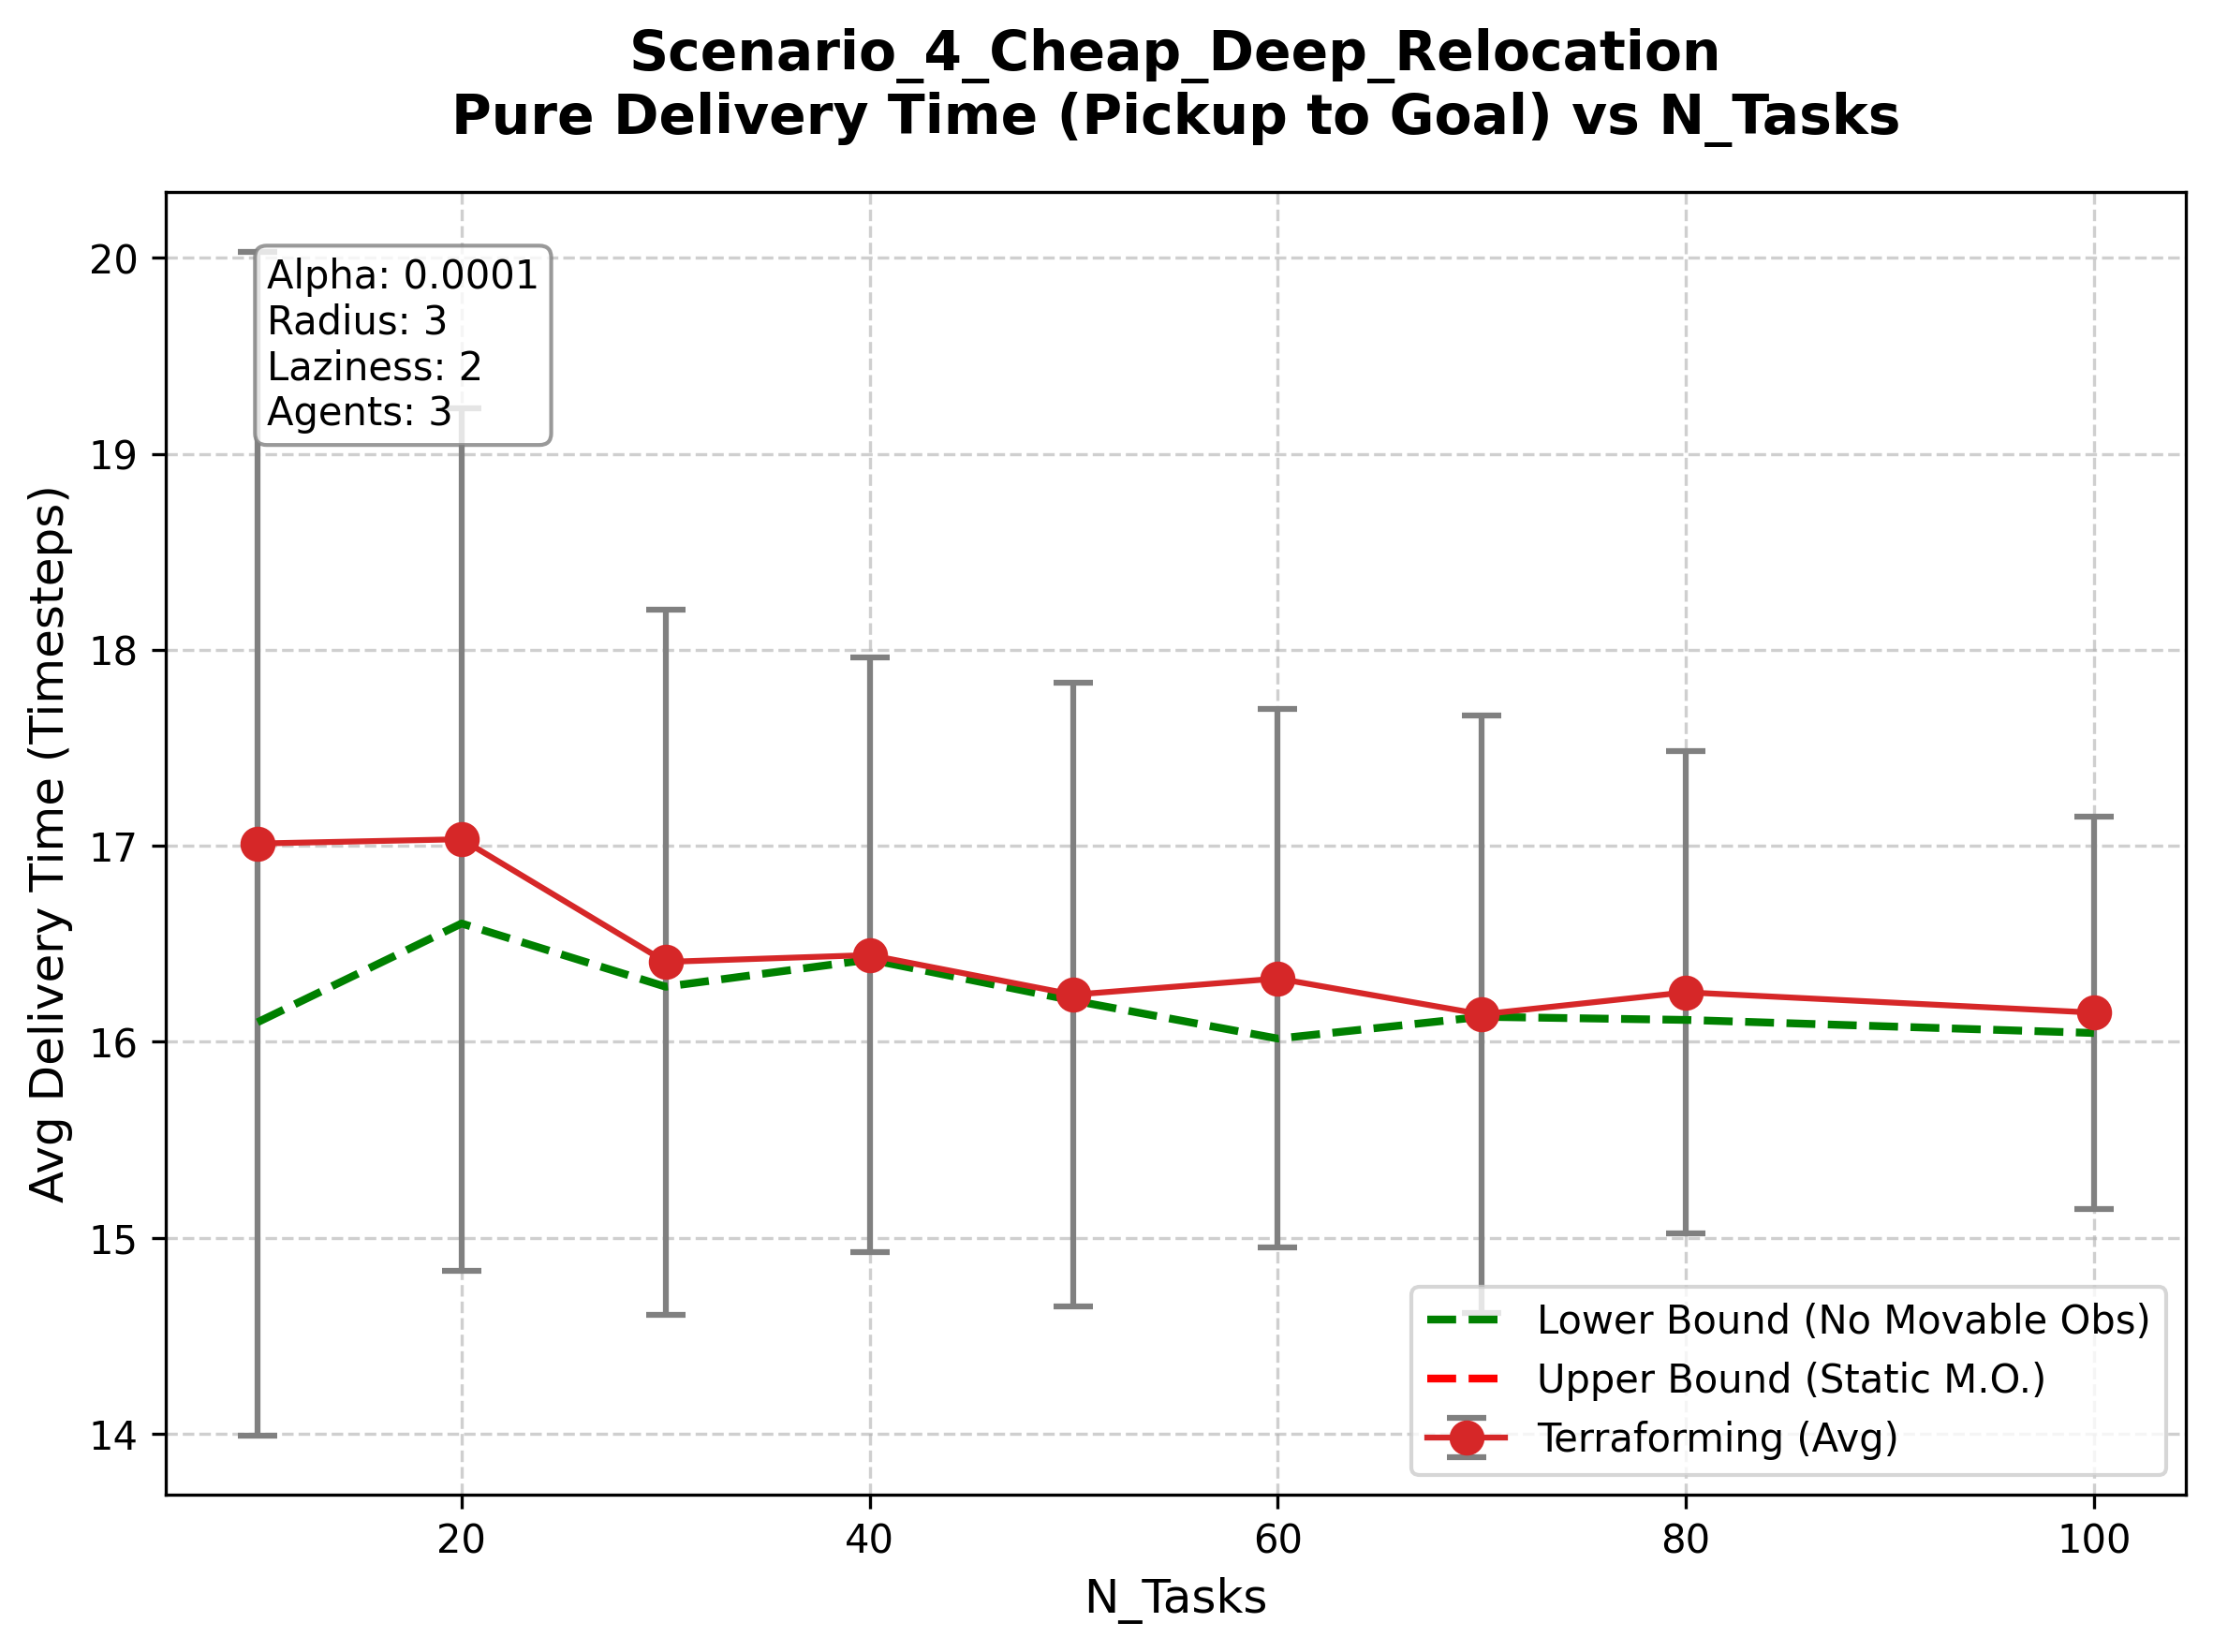 Scenario_4_Cheap_Deep_Relocation
Pure Delivery Time (Pickup to Goal) vs N_Tasks
Avg Delivery Time (Timesteps)
20
19
18
17
16
15
14
Alpha: 0.0001
Radius: 3
Laziness: 2
Agents: 3
Lower Bound (No Movable Obs)
Upper Bound (Static M.O.)
Terraforming (Avg)
20
40
60
80
100
N_Tasks